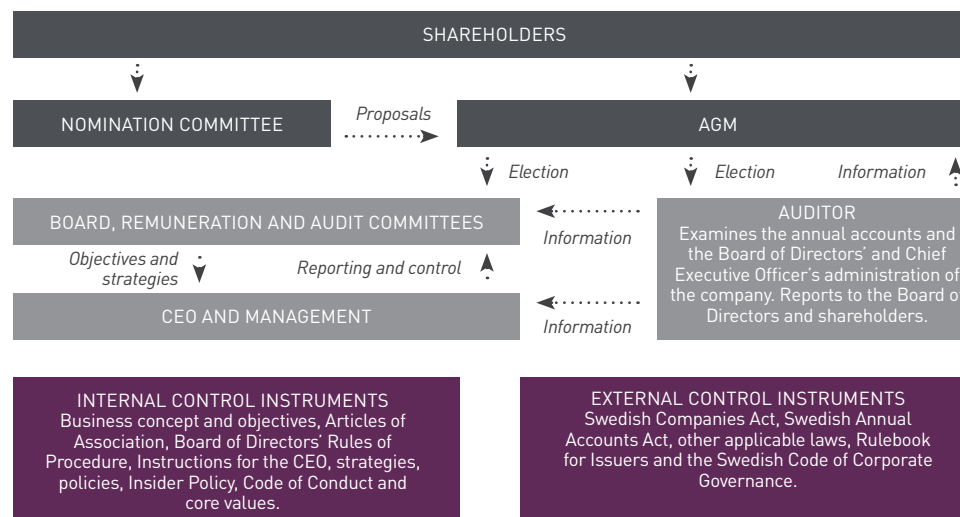 SHAREHOLDERS
NOMINATION COMMITTEE
Proposals
AGM
Election
Election
Information
BOARD, REMUNERATION AND AUDIT COMMITTEES
Information
AUDITOR
Examines the annual accounts and
the Board of Directors’ and Chief
Executive Officer’s administration of
the company. Reports to the Board of
Directors and shareholders.
Objectives and
strategies
Reporting and control
CEO AND MANAGEMENT
Information
INTERNAL CONTROL INSTRUMENTS
Business concept and objectives, Articles of
Association, Board of Directors’ Rules of
Procedure, Instructions for the CEO, strategies,
policies, Insider Policy, Code of Conduct and
core values.
EXTERNAL CONTROL INSTRUMENTS
Swedish Companies Act, Swedish Annual
Accounts Act, other applicable laws, Rulebook
for Issuers and the Swedish Code of Corporate
Governance.